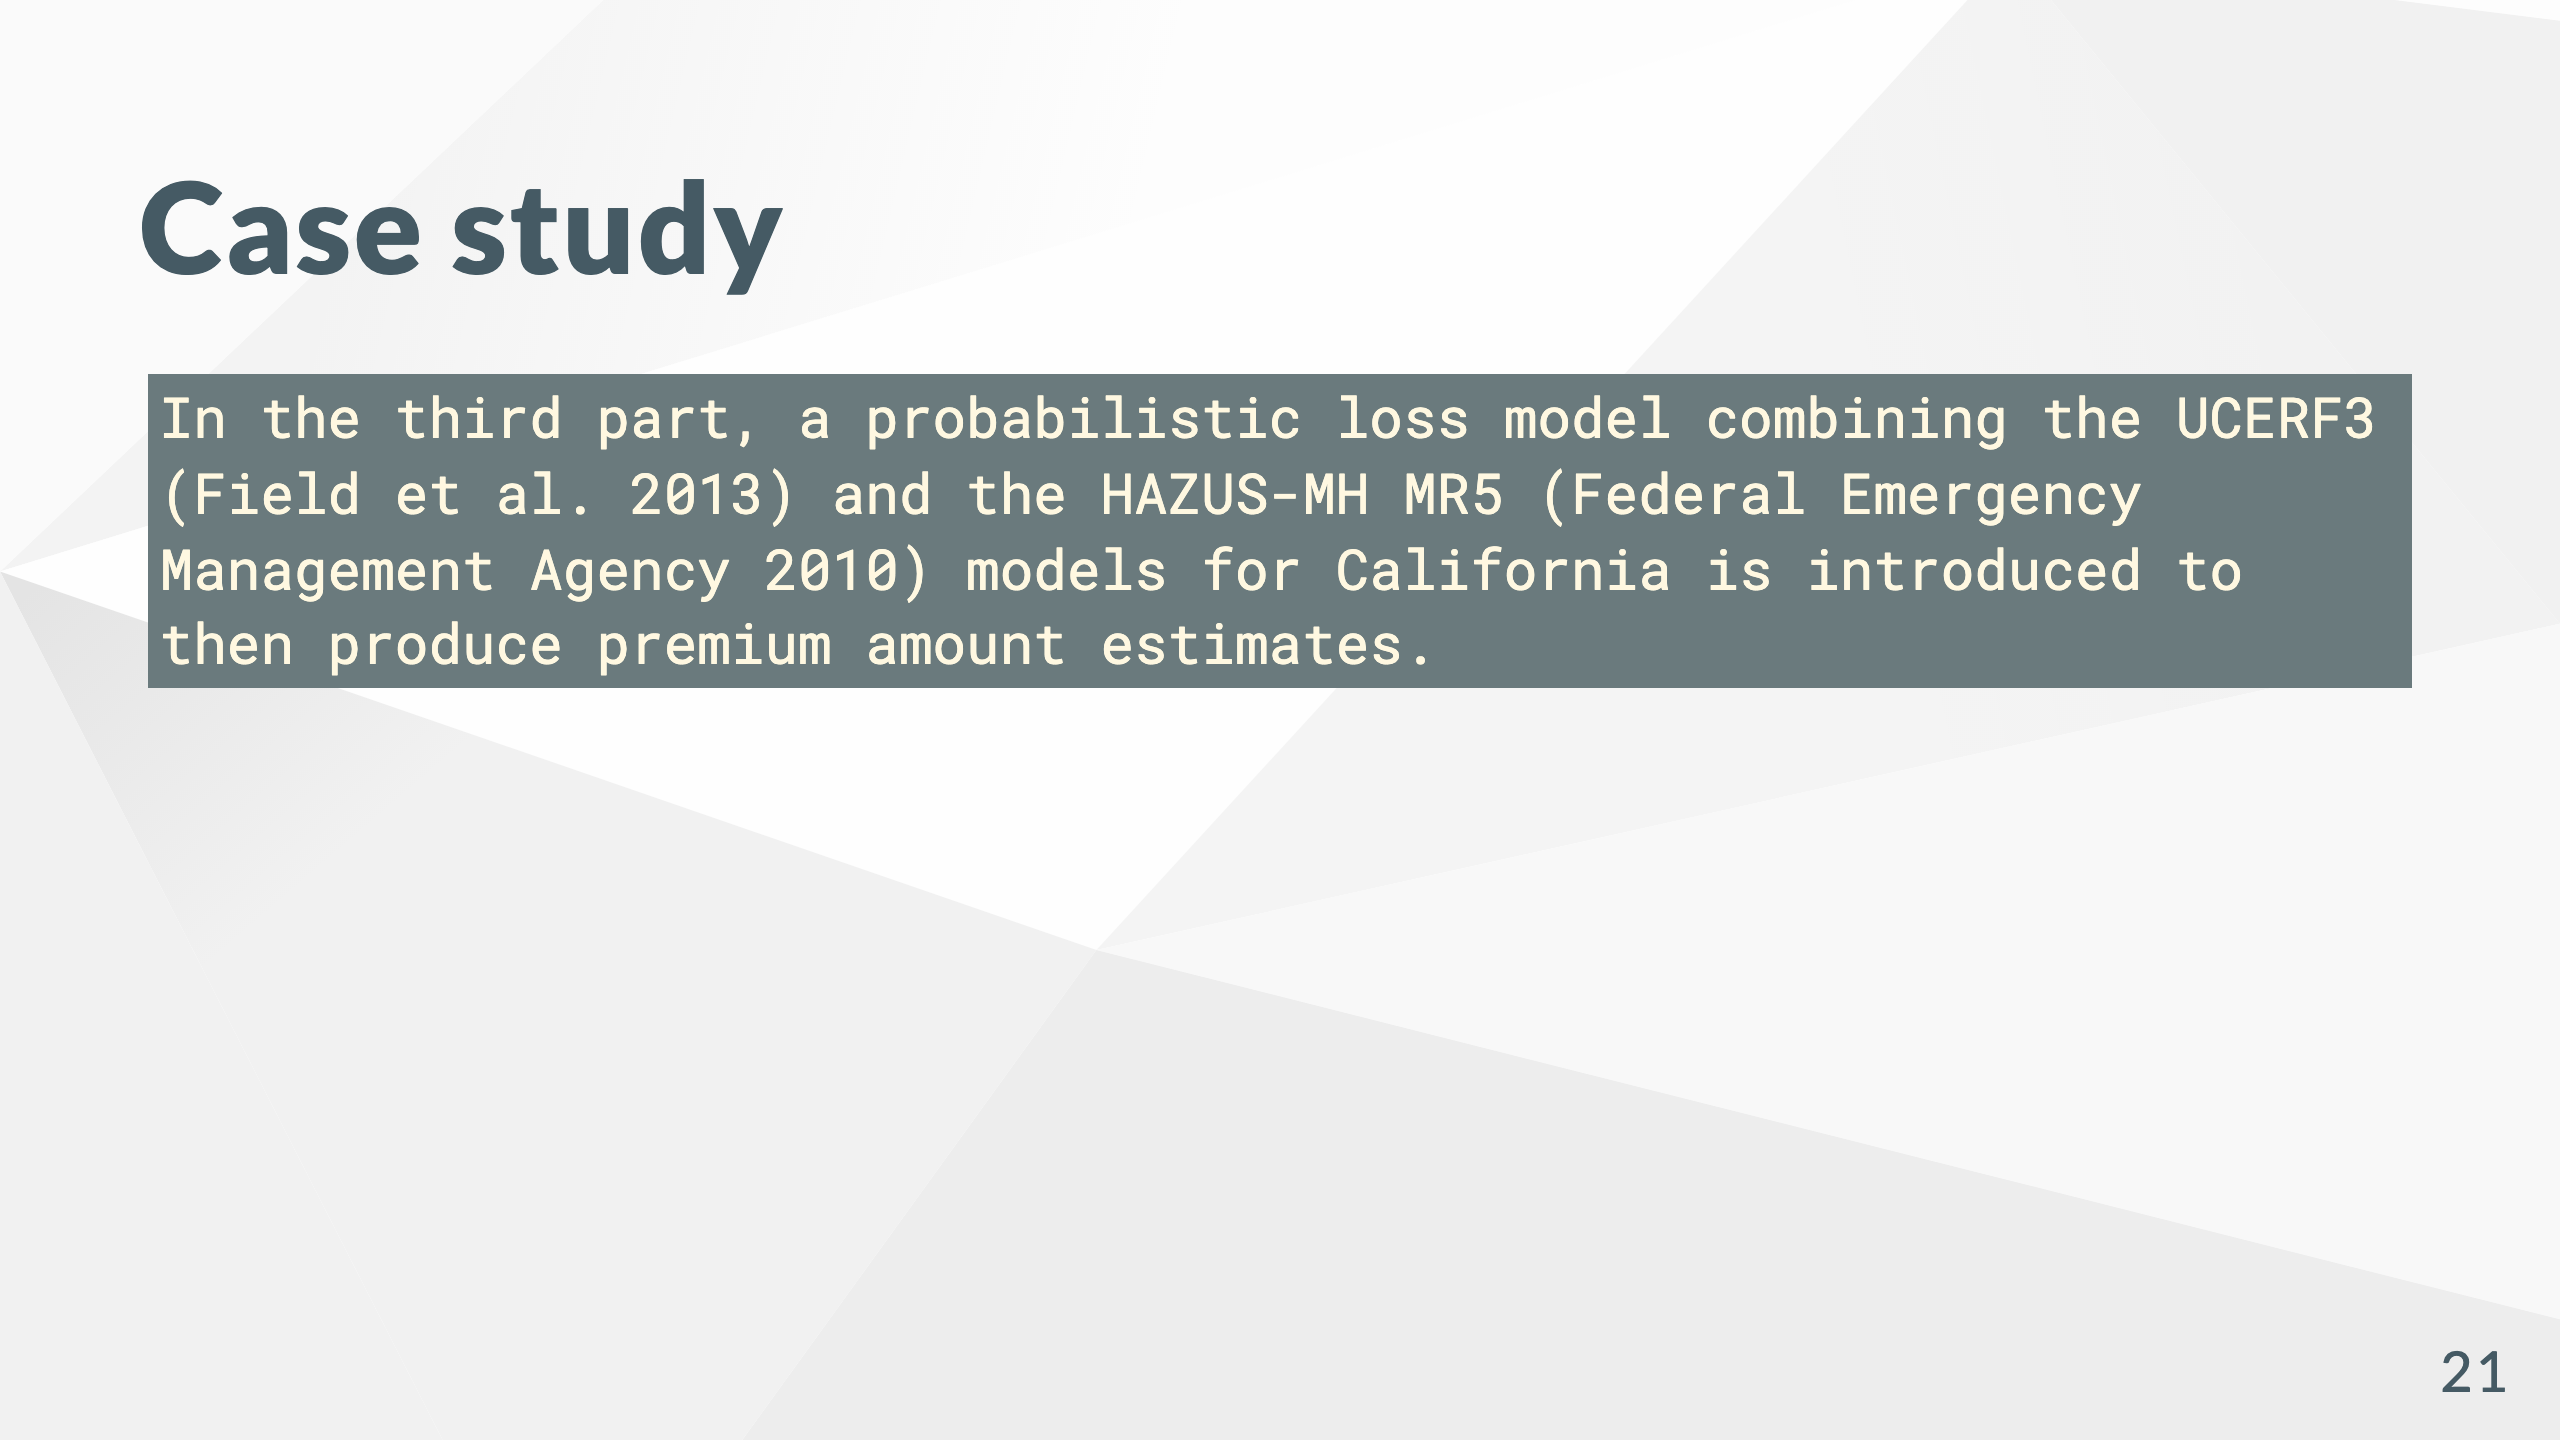 Case study
In the third part, a probabilistic loss model combining the UCERF3
(Field et al. 2013) and the HAZUS-MH MR5 (Federal Emergency
Management Agency 2010) models for California is introduced to
then produce premium amount estimates.
21